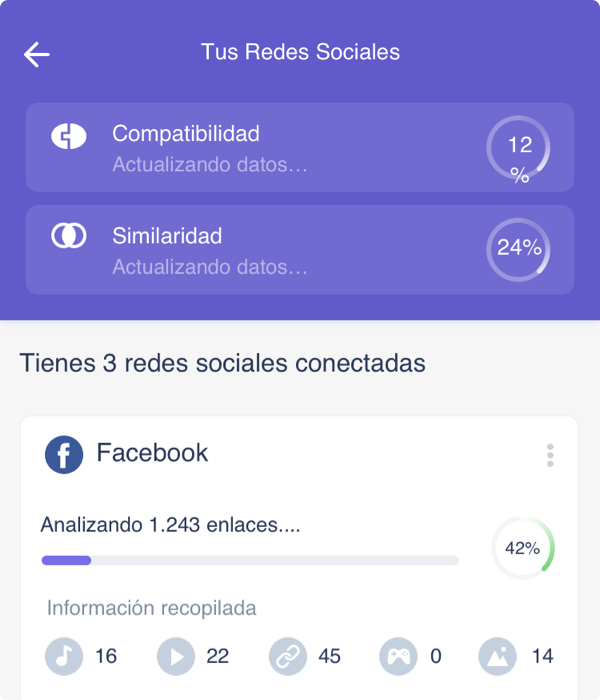 Tus Redes Sociales
Compatibilidad
Actualizando datos…
12
%
Similaridad
Actualizando datos…
24%
Tienes 3 redes sociales conectadas
Facebook
Analizando 1.243 enlaces....
42%
Información recopilada
16 22 45 0 14